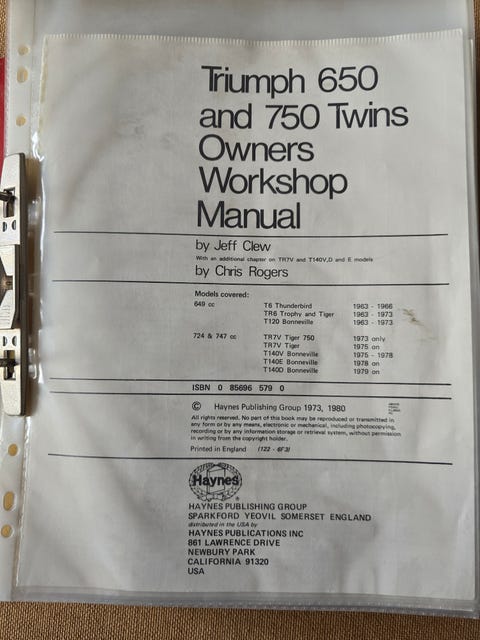 Triumph 650
and 750 Twins
Owners
Workshop
Manual
by Jeff Clew
With an additional chapter on TR7V and T140V,D and E models
by Chris Rogers
Models covered:
649 cc T6 Thunderbird 1963 - 1966
TR6 Trophy and Tiger 1963 - 1973
T120 Bonneville 1963 - 1973
724 & 747 cc TR7V Tiger 750 1973 only
TR7V Tiger 1975 on
T140V Bonneville 1975 - 1978
T140E Bonneville 1978 on
T140D Bonneville 1979 on
ISBN 0 85696 579 0
© Haynes Publishing Group 1973, 1980
All rights reserved. No part of this book may be reproduced or transmitted in
any form or by any means, electronic or mechanical, including photocopying,
recording or by any information storage or retrieval system, without permission
in writing from the copyright holder.
Printed in England (122 - 6F3)
Haynes
®
HAYNES PUBLISHING GROUP
SPARKFORD YEOVIL SOMERSET ENGLAND
distributed in the USA by
HAYNES PUBLICATIONS INC
861 LAWRENCE DRIVE
NEWBURY PARK
CALIFORNIA 91320
USA